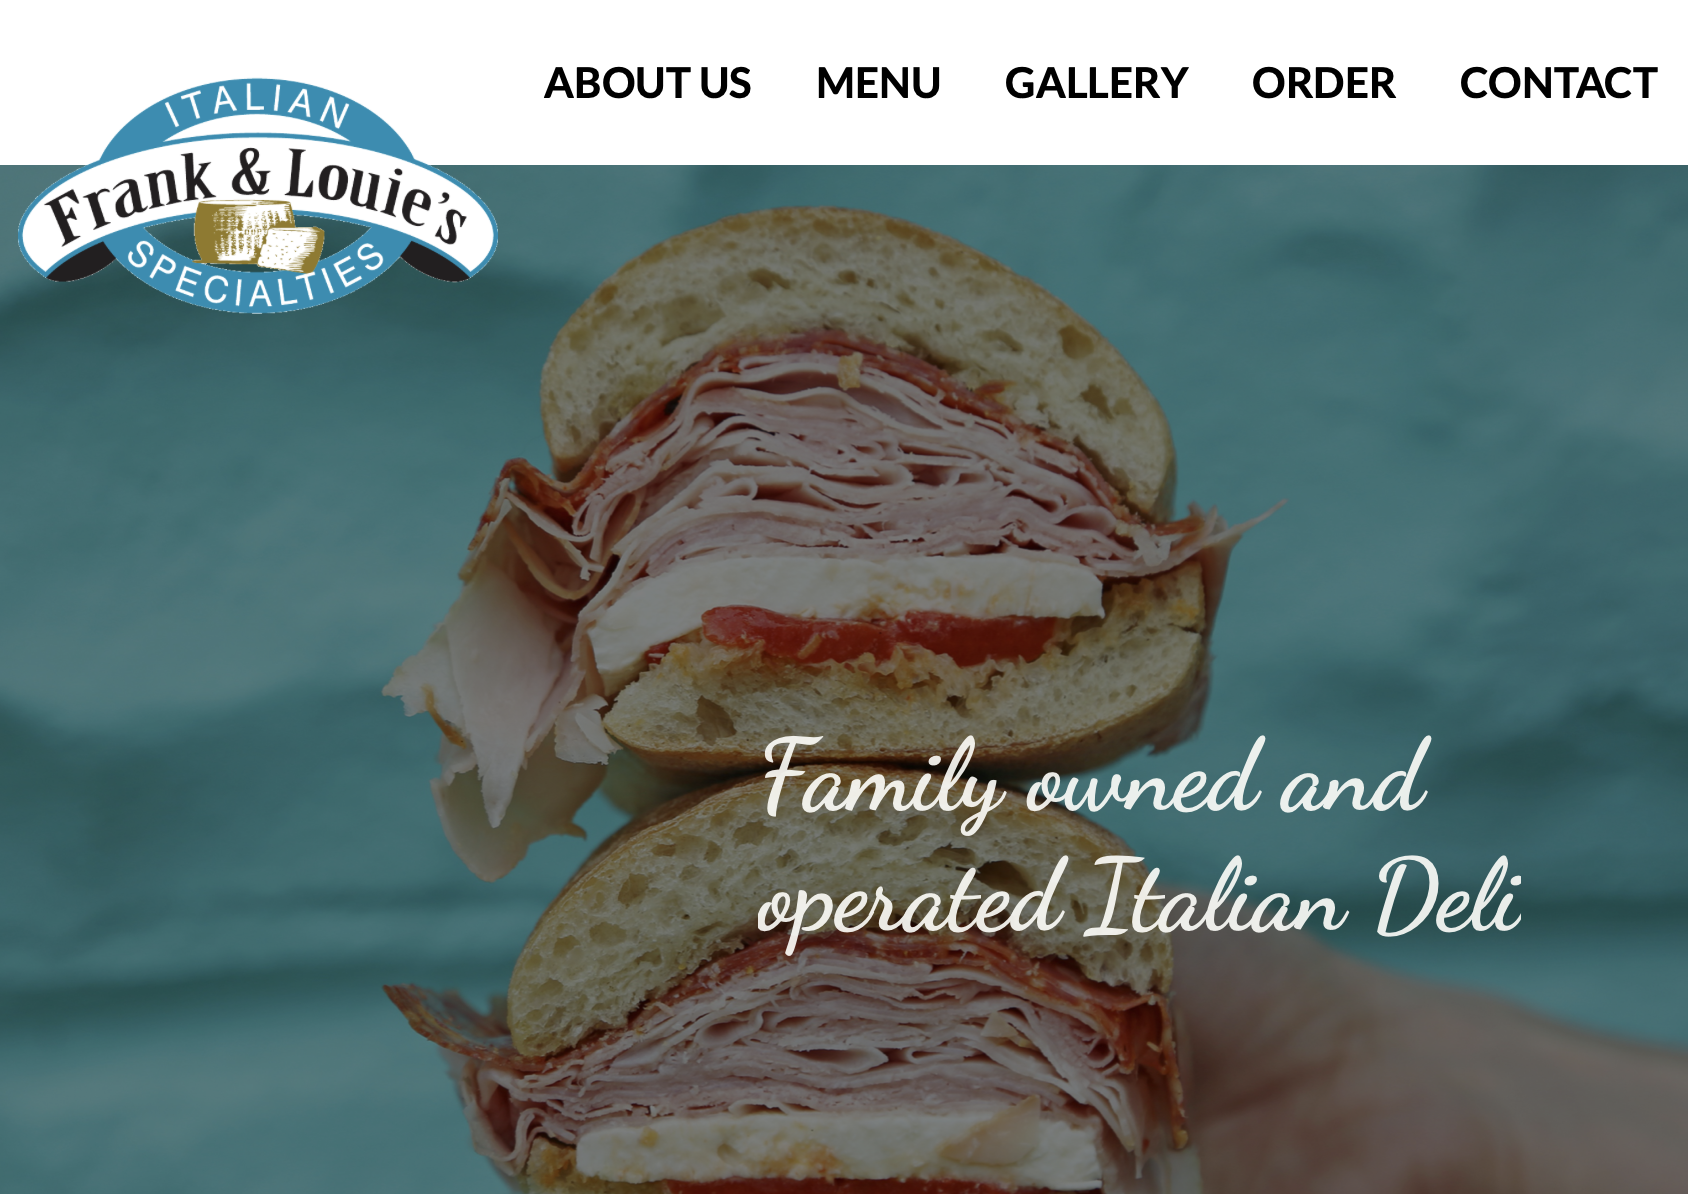 ABOUT US MENU GALLERY ORDER CONTACT
ITALIAN
Frank & Louie's
SPECIALTIES
Family owned and
operated Italian Deli